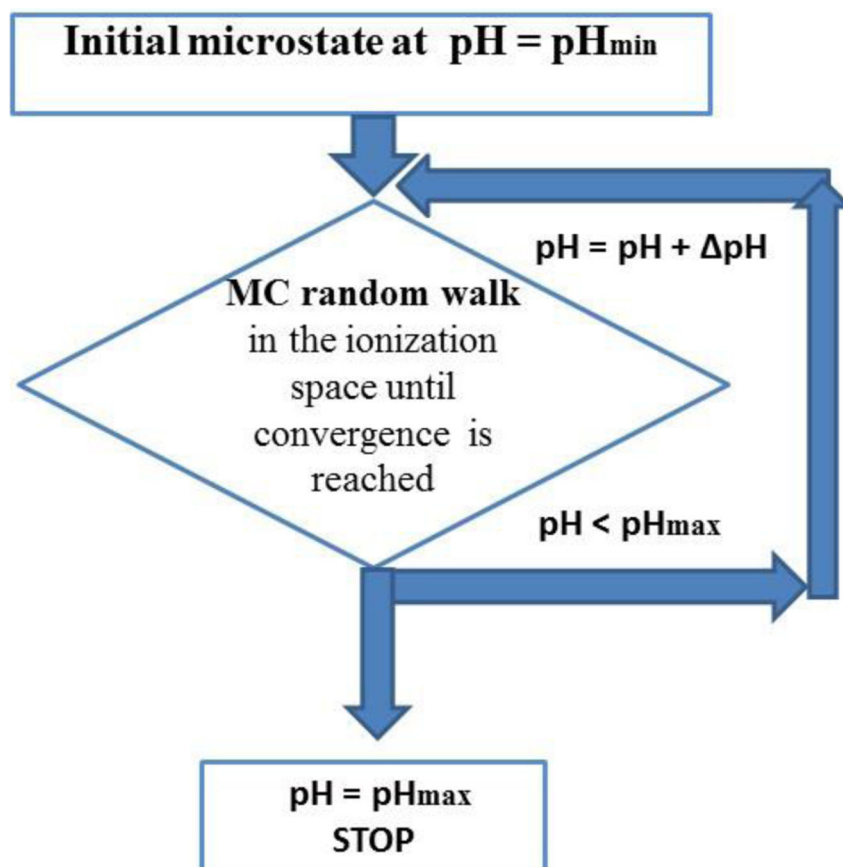 Initial microstate at pH = pHmin
pH = pH + ΔpH
MC random walk
in the ionization
space until
convergence is
reached
pH < pHmax
pH = pHmax
STOP